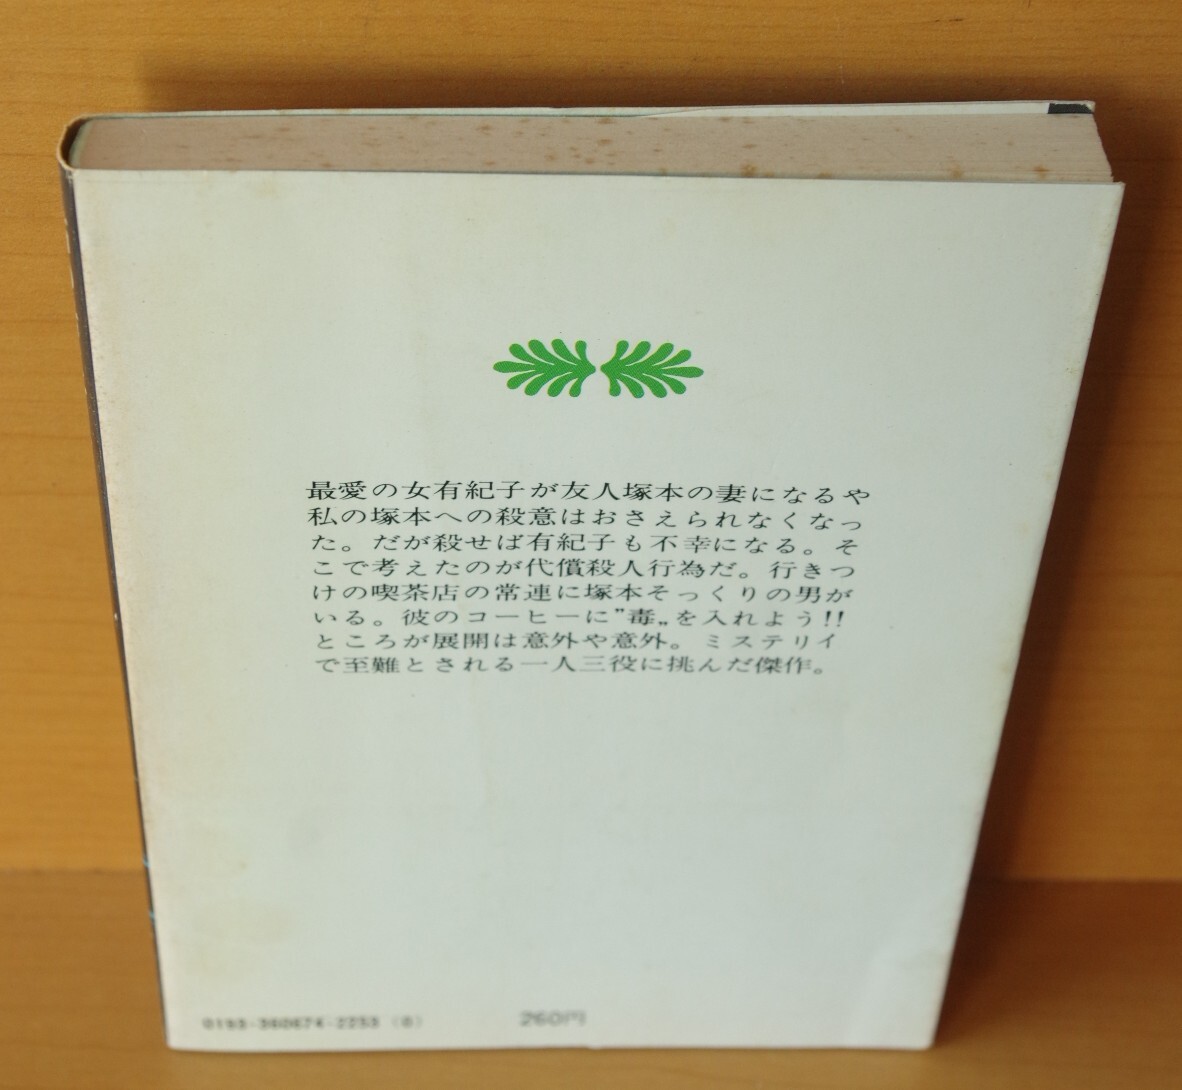 最愛の女有紀子が友人塚本の妻になるや
私の塚本への殺意はおさえられなくなっ
た。だが殺せば有紀子も不幸になる。そ
こで考えたのが代償殺人行為だ。行きつ
けの喫茶店の常連に塚本そっくりの男が
いる。彼のコーヒーに"毒„を入れよう!!
ところが展開は意外や意外。ミステリイ
で至難とされる一人三役に挑んだ傑作。
0193-360674-2253 (0)
260円